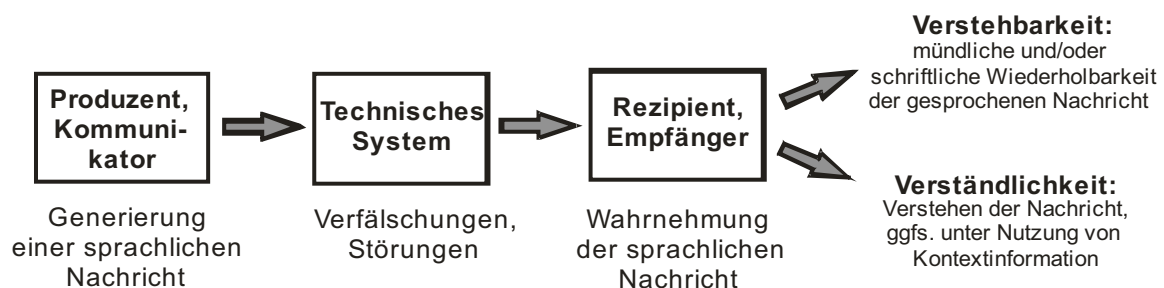 Produzent,
Kommuni-
kator
Generierung
einer sprachlichen
Nachricht
Technisches
System
Verfälschungen,
Störungen
Rezipient,
Empfänger
Wahrnehmung
der sprachlichen
Nachricht
Verstehbarkeit:
mündliche und/oder
schriftliche Wiederholbarkeit
der gesprochenen Nachricht
Verständlichkeit:
Verstehen der Nachricht,
ggfs. unter Nutzung von
Kontextinformation